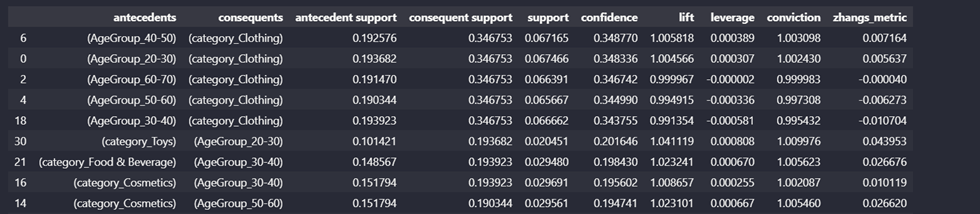 antecedents consequents antecedent support consequent support support confidence lift leverage conviction zhangs_metric
6 (AgeGroup_40-50) (category_Clothing) 0.192576 0.346753 0.067165 0.348770 1.005818 0.000389 1.003098 0.007164
0 (AgeGroup_20-30) (category_Clothing) 0.193682 0.346753 0.067466 0.348336 1.004566 0.000307 1.002430 0.005637
2 (AgeGroup_60-70) (category_Clothing) 0.191470 0.346753 0.066391 0.346742 0.999967 -0.000002 0.999983 -0.000040
4 (AgeGroup_50-60) (category_Clothing) 0.190344 0.346753 0.065667 0.344990 0.994915 -0.000336 0.997308 -0.006273
18 (AgeGroup_30-40) (category_Clothing) 0.193923 0.346753 0.066662 0.343755 0.991354 -0.000581 0.995432 -0.010704
30 (category_Toys) (AgeGroup_20-30) 0.101421 0.193682 0.020451 0.201646 1.041119 0.000808 1.009976 0.043953
21 (category_Food & Beverage) (AgeGroup_30-40) 0.148567 0.193923 0.029480 0.198430 1.023241 0.000670 1.005623 0.026676
16 (category_Cosmetics) (AgeGroup_30-40) 0.151794 0.193923 0.029691 0.195602 1.008657 0.000255 1.002087 0.010119
14 (category_Cosmetics) (AgeGroup_50-60) 0.151794 0.190344 0.029561 0.194741 1.023101 0.000667 1.005460 0.026620